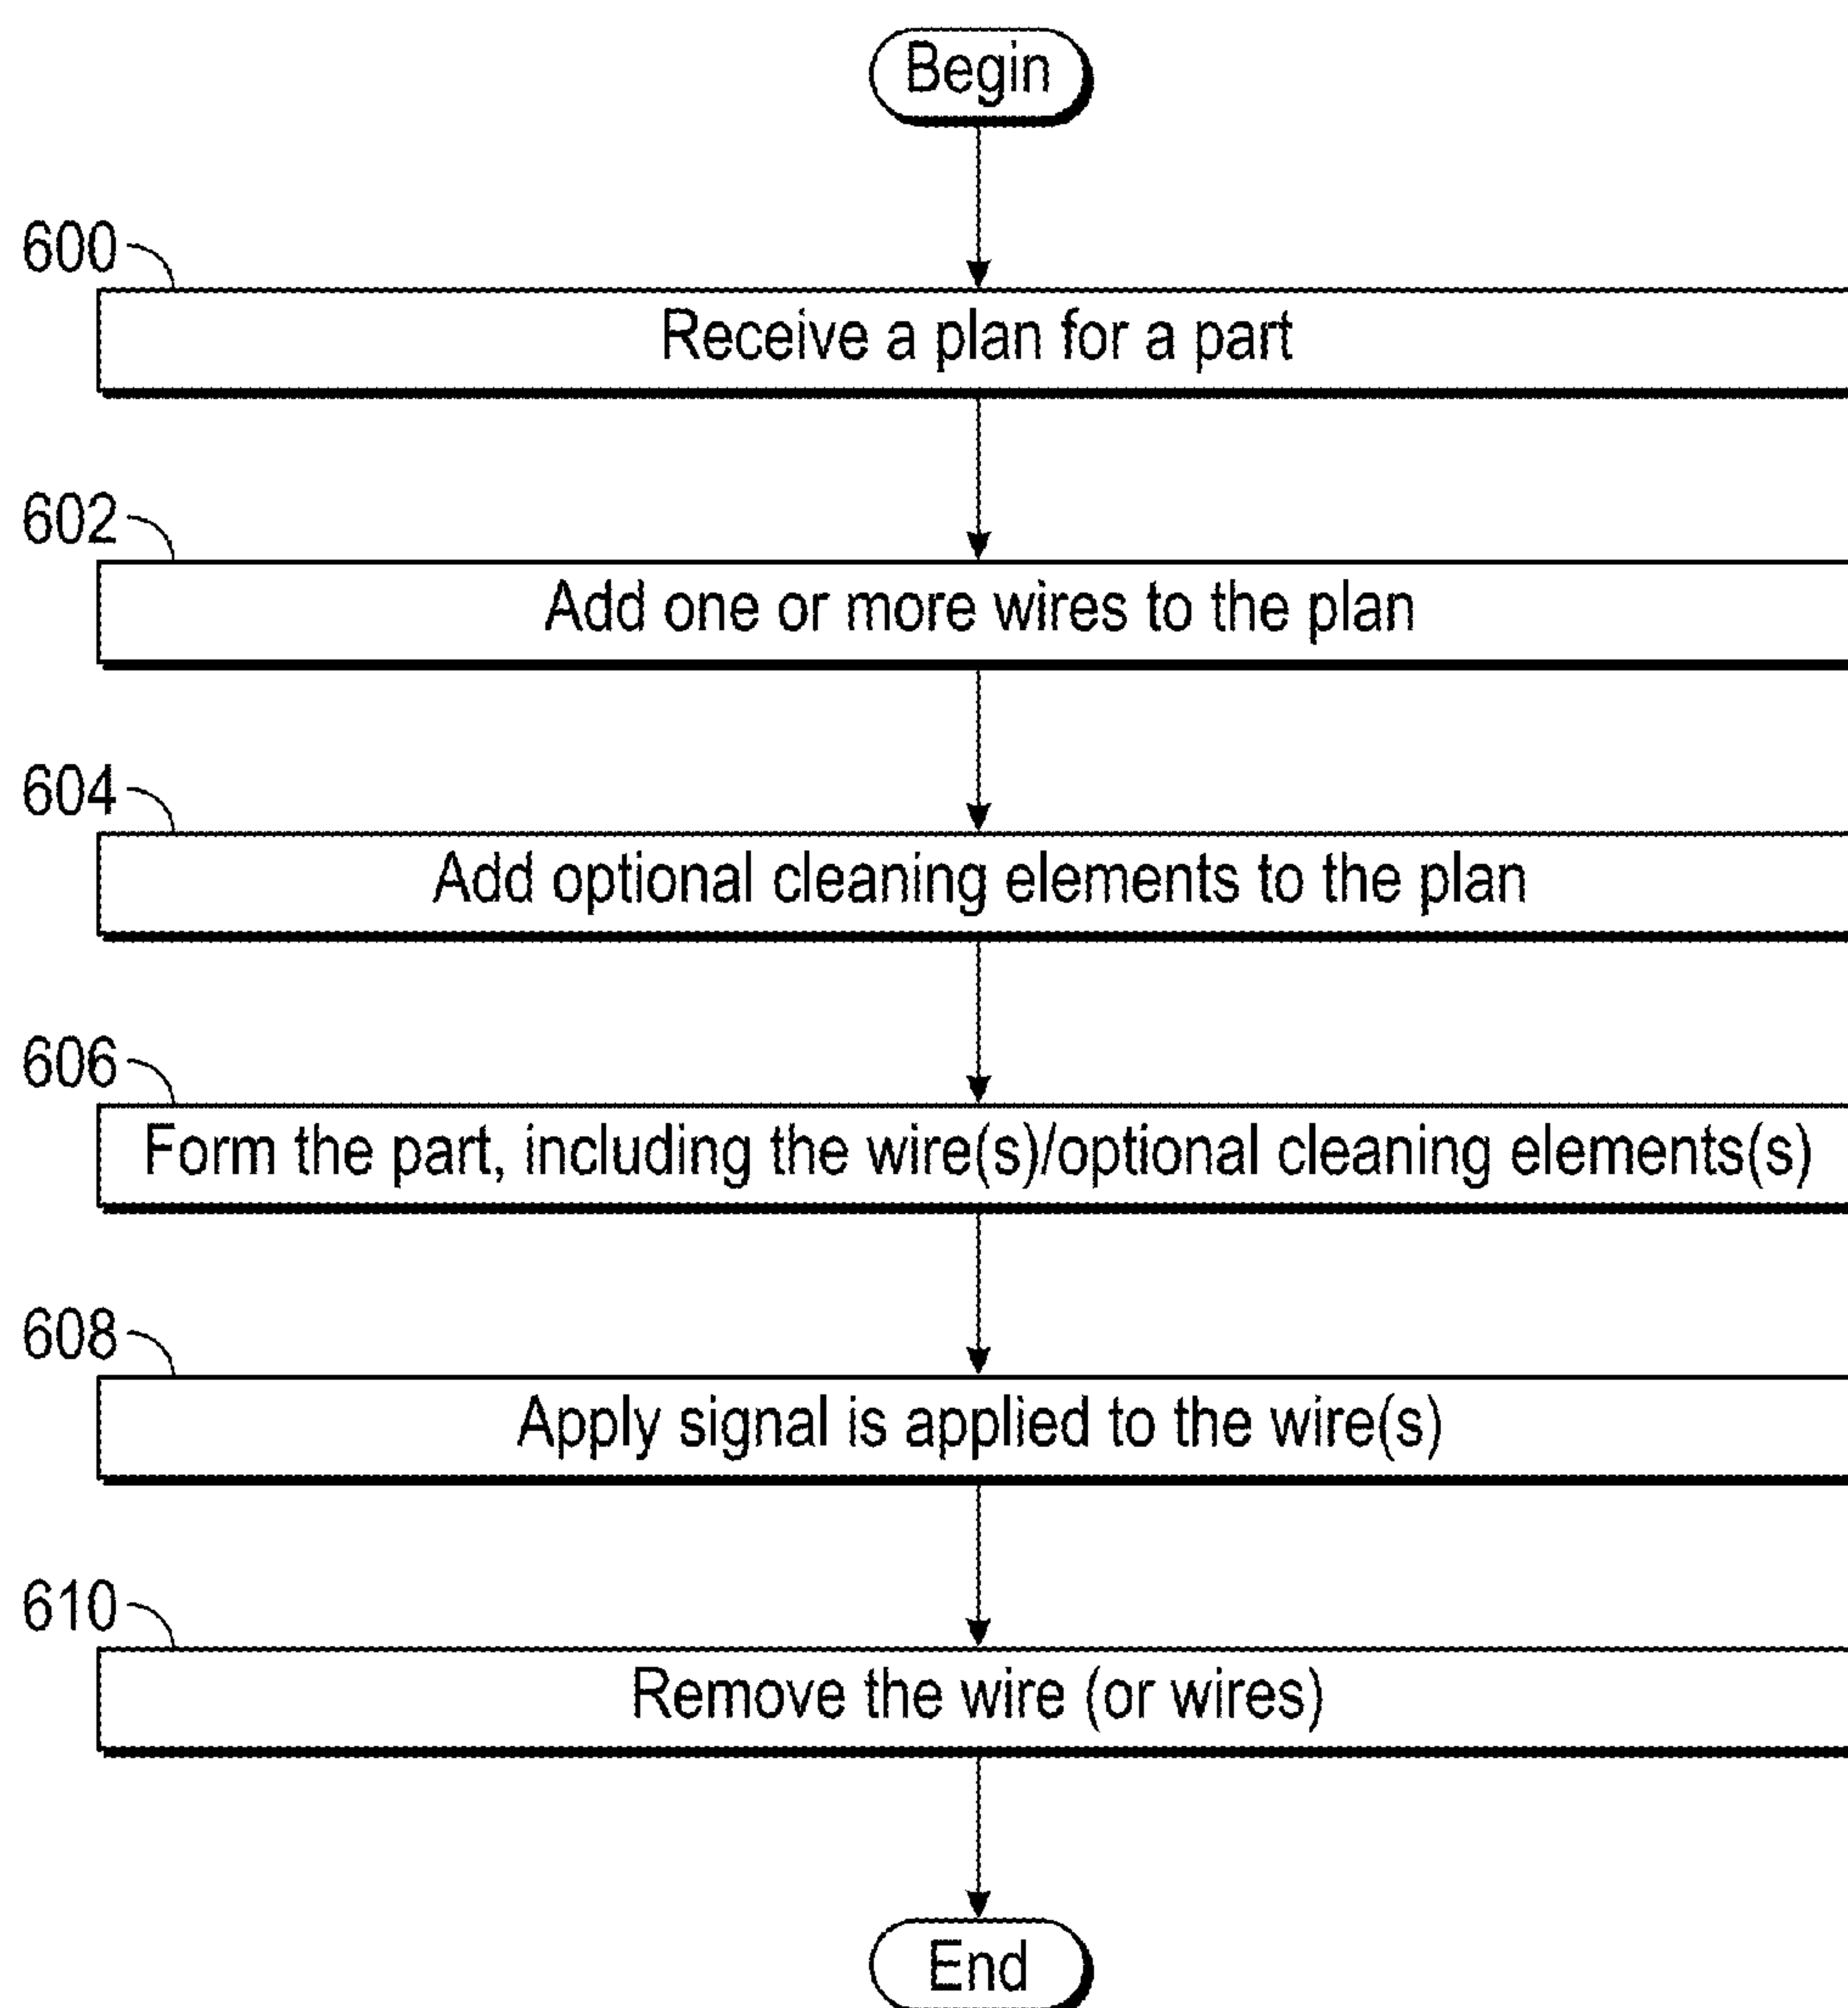 Begin
600
Receive a plan for a part
602
Add one or more wires to the plan
604
Add optional cleaning elements to the plan
606
Form the part, including the wire(s)/optional cleaning elements(s)
608
Apply signal is applied to the wire(s)
610
Remove the wire (or wires)
End